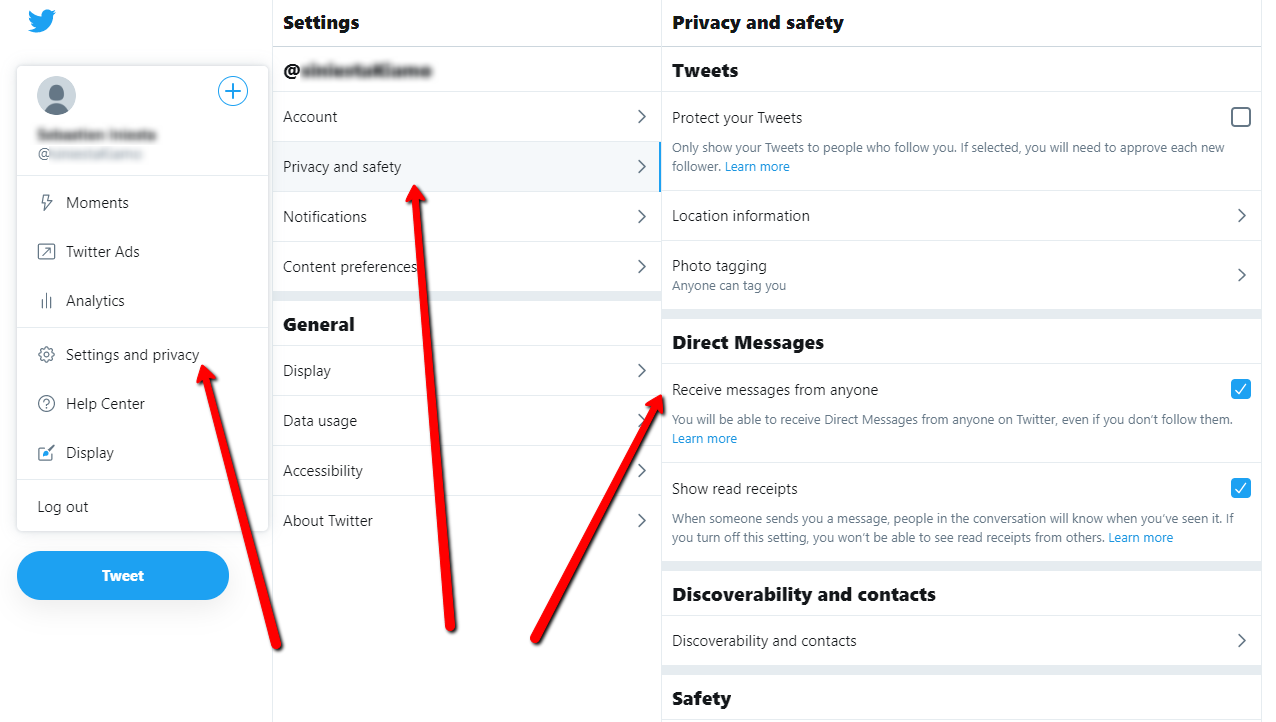 Moments
Twitter Ads
Analytics
Settings and privacy
Help Center
Display
Log out
Tweet
Settings
@
Account
Privacy and safety
Notifications
Content preferences
General
Display
Data usage
Accessibility
About Twitter
Privacy and safety
Tweets
Protect your Tweets
Only show your Tweets to people who follow you. If selected, you will need to approve each new
follower. Learn more
Location information
Photo tagging
Anyone can tag you
Direct Messages
Receive messages from anyone
You will be able to receive Direct Messages from anyone on Twitter, even if you don’t follow them.
Learn more
Show read receipts
When someone sends you a message, people in the conversation will know when you’ve seen it. If
you turn off this setting, you won’t be able to see read receipts from others. Learn more
Discoverability and contacts
Discoverability and contacts
Safety